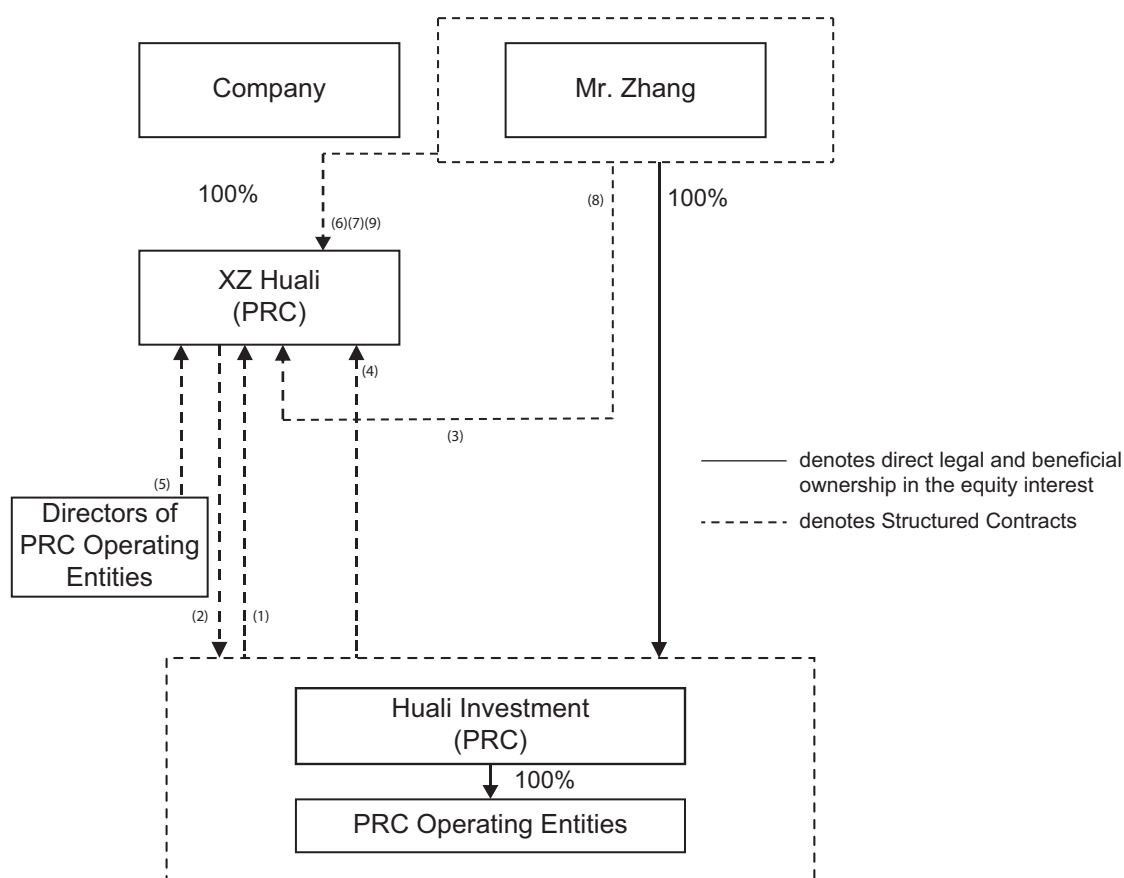 Company
Mr. Zhang
100%
(8)
100%
(6)(7)(9)
XZ Huali
(PRC)
(4)
(3)
denotes direct legal and beneficial
ownership in the equity interest
denotes Structured Contracts
(5)
Directors of
PRC Operating
Entities
(2)
(1)
Huali Investment
(PRC)
100%
PRC Operating Entities